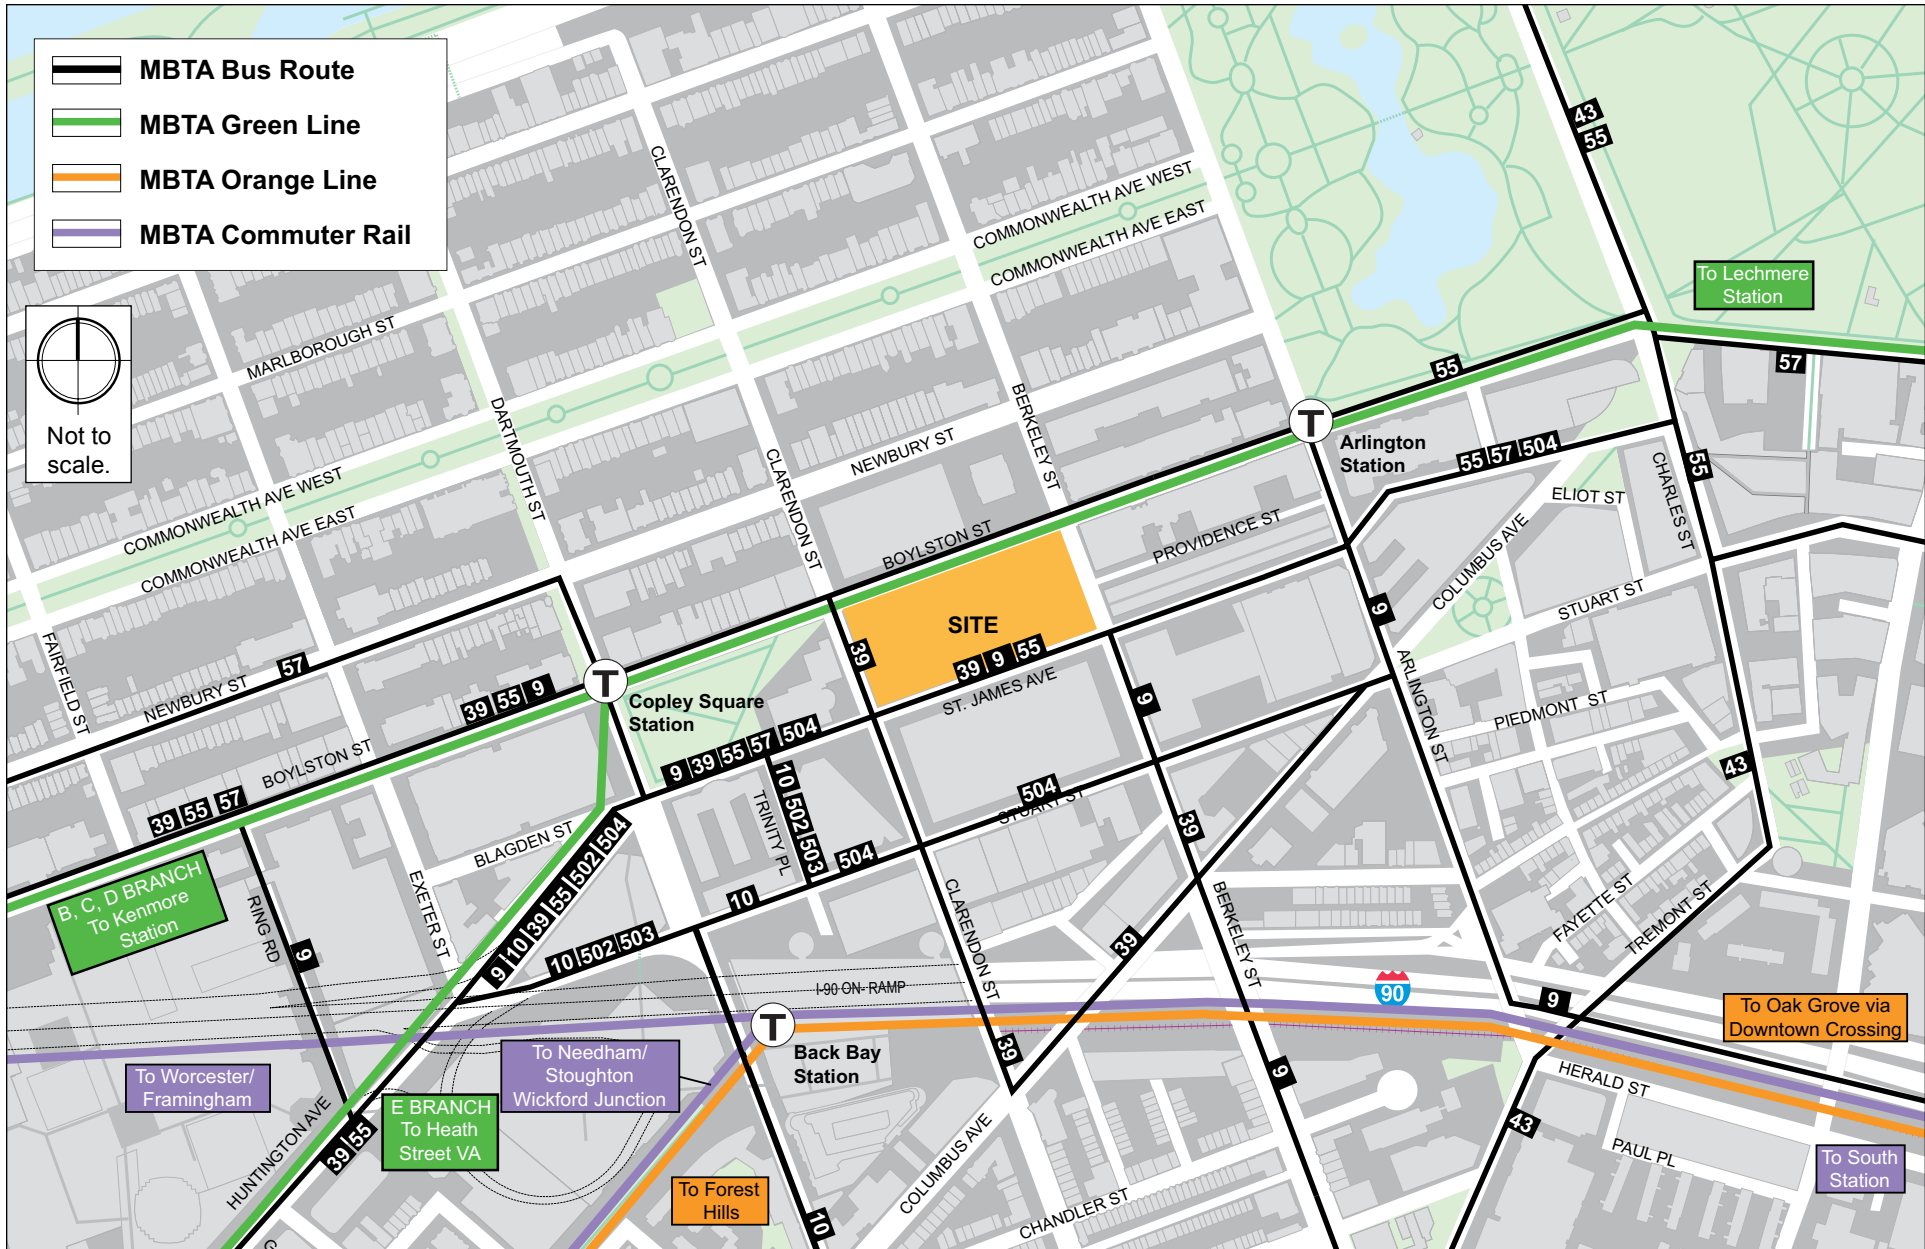 MBTA Bus Route
MBTA Green Line
MBTA Orange Line
MBTA Commuter Rail
Not to
scale.
43
55
CLARENDON ST
COMMONWEALTH AVE WEST
COMMONWEALTH AVE EAST
To Lechmere
Station
MARLBOROUGH ST
55
57
DARTMOUTH ST
BERKELEY ST
T
Arlington
Station
NEWBURY ST
55 57 504
CLARENDON ST
CHARLES ST
55
ELIOT ST
COMMONWEALTH AVE WEST
COMMONWEALTH AVE EAST
BOYLSTON ST
PROVIDENCE ST
COLUMBUS AVE
STUART ST
9
SITE
39
39 9 55
ST. JAMES AVE
FAIRFIELD ST
57
NEWBURY ST
39 55 9
T
Copley Square
Station
9
ARLINGTON ST
PIEDMONT ST
BOYLSTON ST
9 39 55 57 504
43
39 55 57
10 502 503
TRINITY PL
504
STUART ST
39
BLAGDEN ST
504
9 10 39 55 502 504
B, C, D BRANCH
To Kenmore
Station
RING RD
EXETER ST
10
CLARENDON ST
BERKELEY ST
FAYETTE ST
TREMONT ST
9
10 502 503
39
I-90 ON- RAMP
90
9
To Oak Grove via
Downtown Crossing
T
Back Bay
Station
39
To Worcester/
Framingham
To Needham/
Stoughton
Wickford Junction
9
HERALD ST
HUNTINGTON AVE
39 55
E BRANCH
To Heath
Street VA
43
PAUL PL
COLUMBUS AVE
To South
Station
To Forest
Hills
10
CHANDLER ST